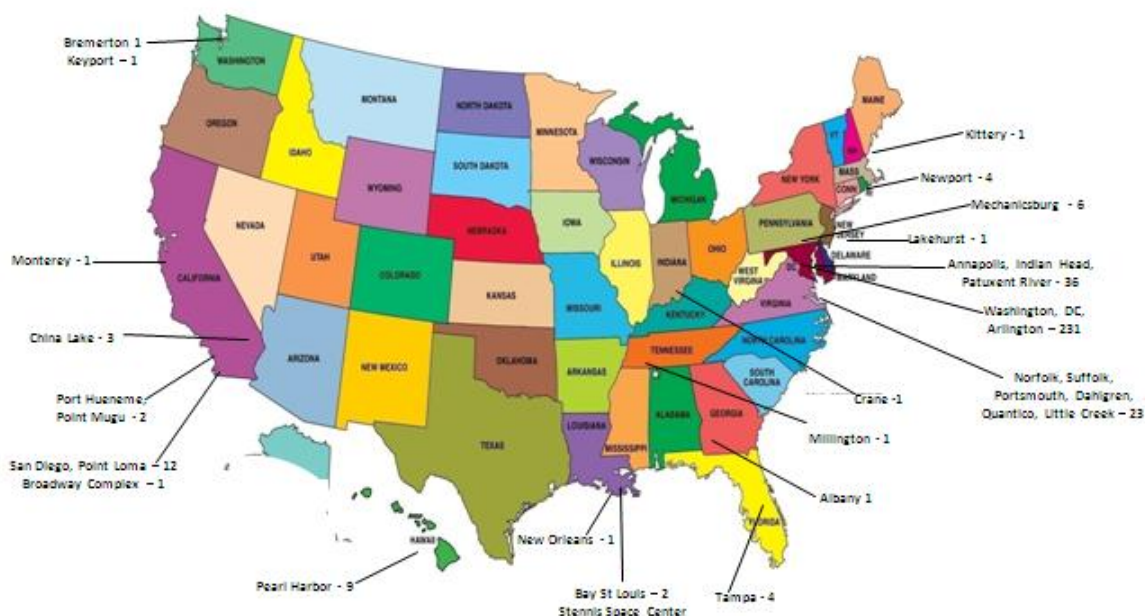 Bremerton 1
Keyport – 1
WASHINGTON
MONTANA
NORTH DAKOTA
MINNESOTA
MAINE
OREGON
IDAHO
SOUTH DAKOTA
WISCONSIN
VT
NH
Kittery - 1
WYOMING
MICHIGAN
NEW YORK
MASS
Newport - 4
CONN
RI
NEVADA
NEBRASKA
IOWA
PENNSYLVANIA
Mechanicsburg - 6
NEW
JERSEY
Lakehurst - 1
Monterey - 1
CALIFORNIA
UTAH
COLORADO
ILLINOIS
INDIANA
OHIO
WEST
VIRGINIA
DC
DELAWARE
MARYLAND
Annapolis, Indian Head,
Patuxent River - 36
KANSAS
MISSOURI
KENTUCKY
VIRGINIA
Washington, DC,
Arlington – 231
China Lake - 3
ARIZONA
NEW MEXICO
OKLAHOMA
ARKANSAS
TENNESSEE
NORTH CAROLINA
SOUTH
CAROLINA
Norfolk, Suffolk,
Portsmouth, Dahlgren,
Quantico, Uttle Creek - 23
Port Hueneme,
Point Mugu - 2
Crane -1
TEXAS
LOUISIANA
MISSISSIPPI
ALABAMA
GEORGIA
Millington - 1
San Diego, Point Loma – 12
Broadway Complex – 1
Albany 1
FLORIDA
HAWAII
New Orleans - 1
Pearl Harbor - 9
Bay St Louis – 2
Stennis Space Center
Tampa - 4